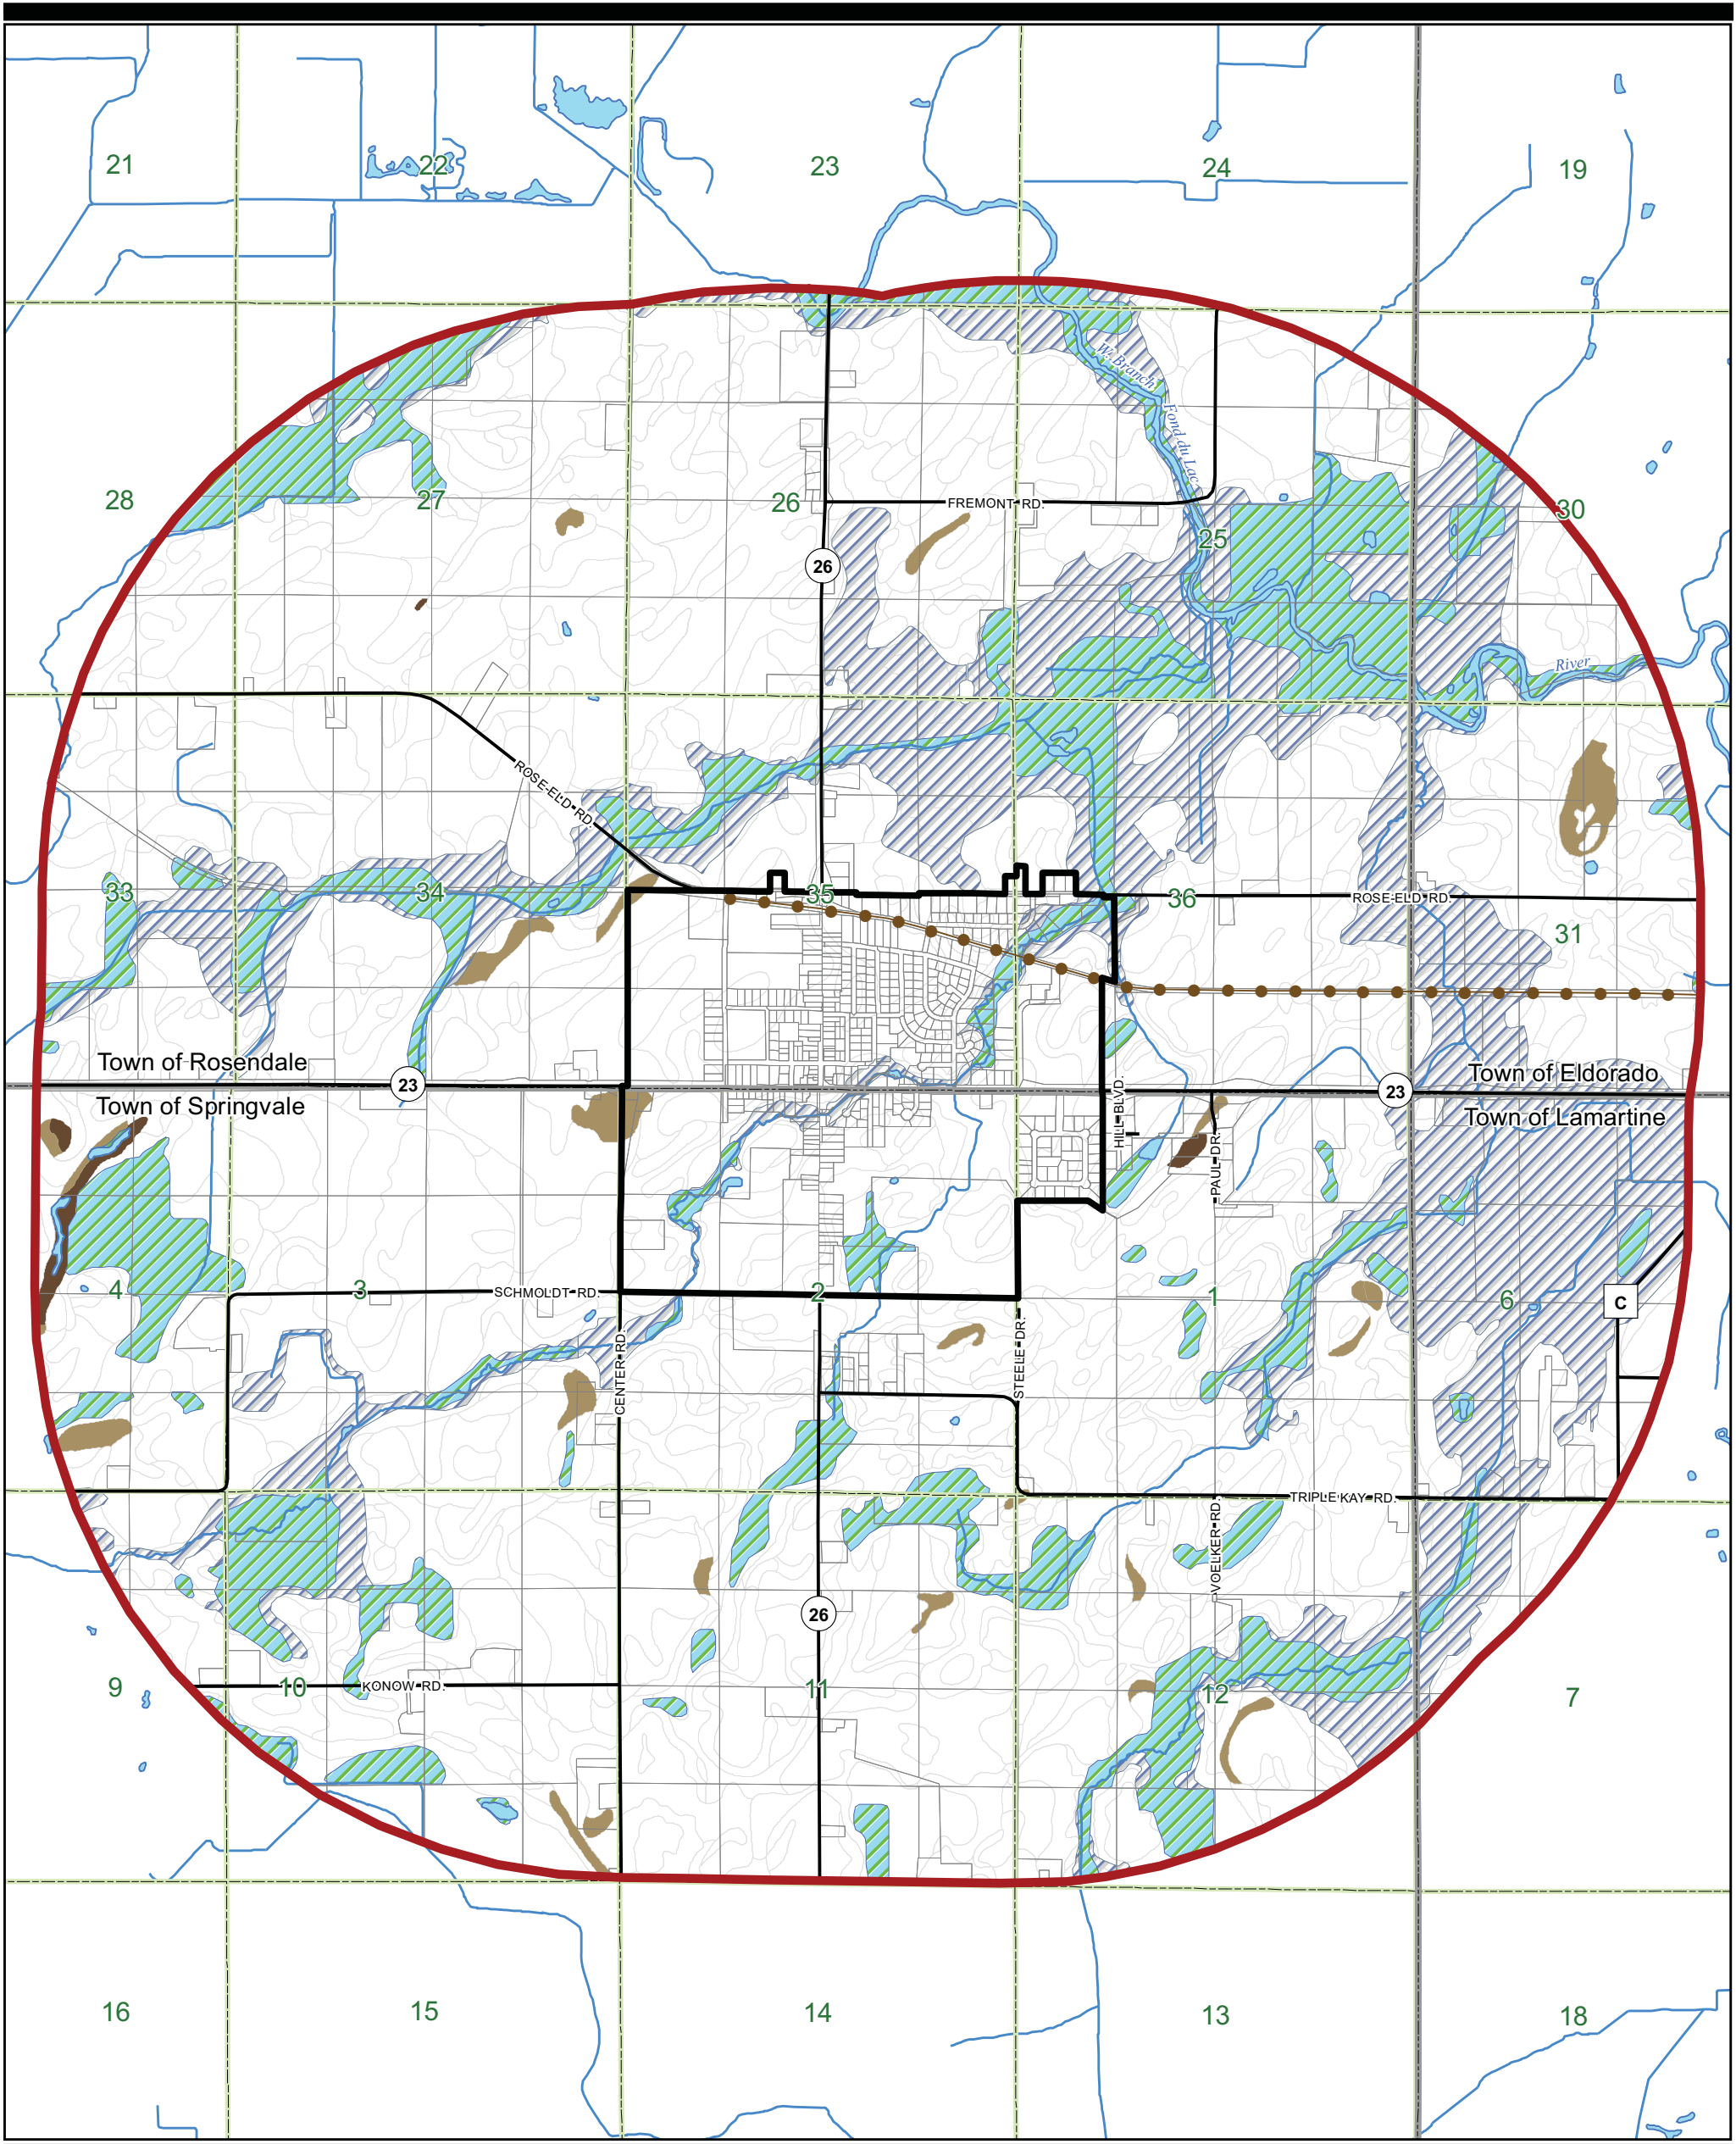 21
22
23
24
19
W. Branch
Fond du Lac
28
27
26
FREMONT RD.
25
30
26
River
ROSE-ELD RD.
33
34
35
36
ROSE-ELD RD.
31
Town of Rosendale
23
Town of Springvale
HILL BLVD.
23
Town of Eldorado
Town of Lamartine
PAUL DR.
4
3
SCHMOLDT RD.
2
1
6
C
CENTER RD.
STEELE DR.
TRIPLE KAY RD.
VOELKER RD.
26
9
10
KONOW RD.
11
12
7
16
15
14
13
18